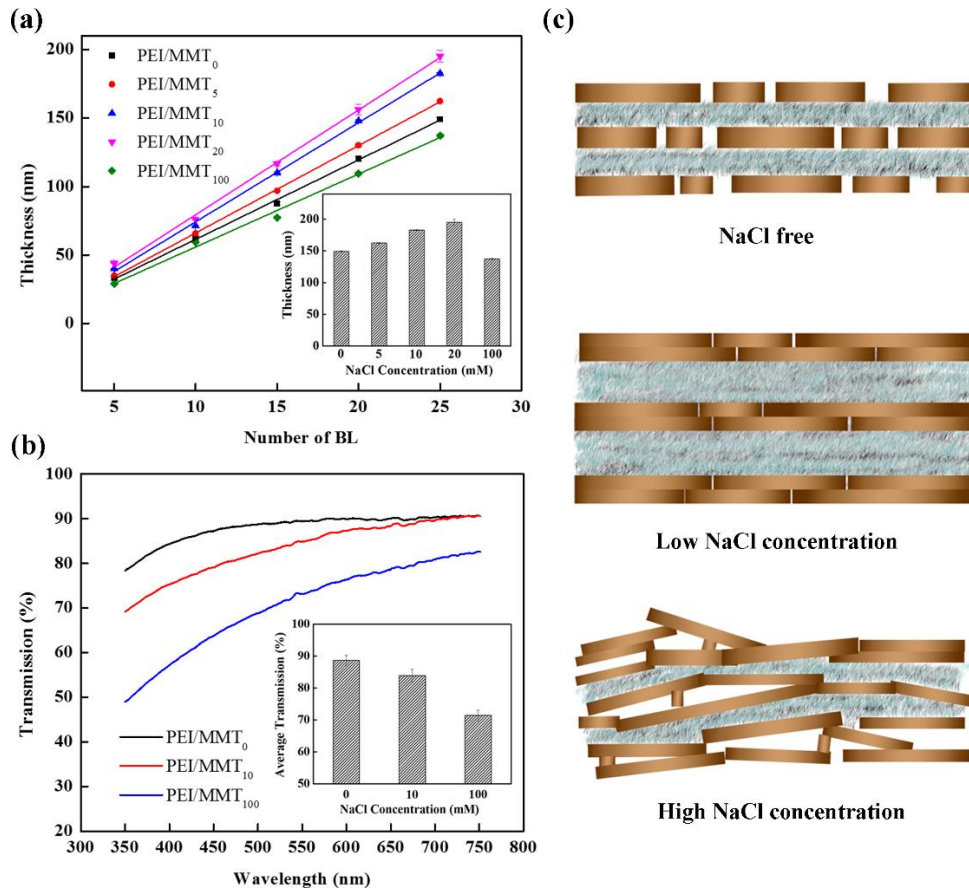 (a)
200
150
100
50
0
Thickness (nm)
PEI/MMT0
PEI/MMT5
PEI/MMT10
PEI/MMT20
PEI/MMT100
200
150
100
50
0
Thickness (nm)
0 5 10 20 100
NaCl Concentration (mM)
5 10 15 20 25 30
Number of BL
(b)
100
90
80
70
60
50
40
30
20
Transmission (%)
PEI/MMT0
PEI/MMT10
PEI/MMT100
100
90
80
70
60
50
Average Transmission (%)
0 10 100
NaCl Concentration (mM)
300 350 400 450 500 550 600 650 700 750 800
Wavelength (nm)
(c)
NaCl free
Low NaCl concentration
High NaCl concentration